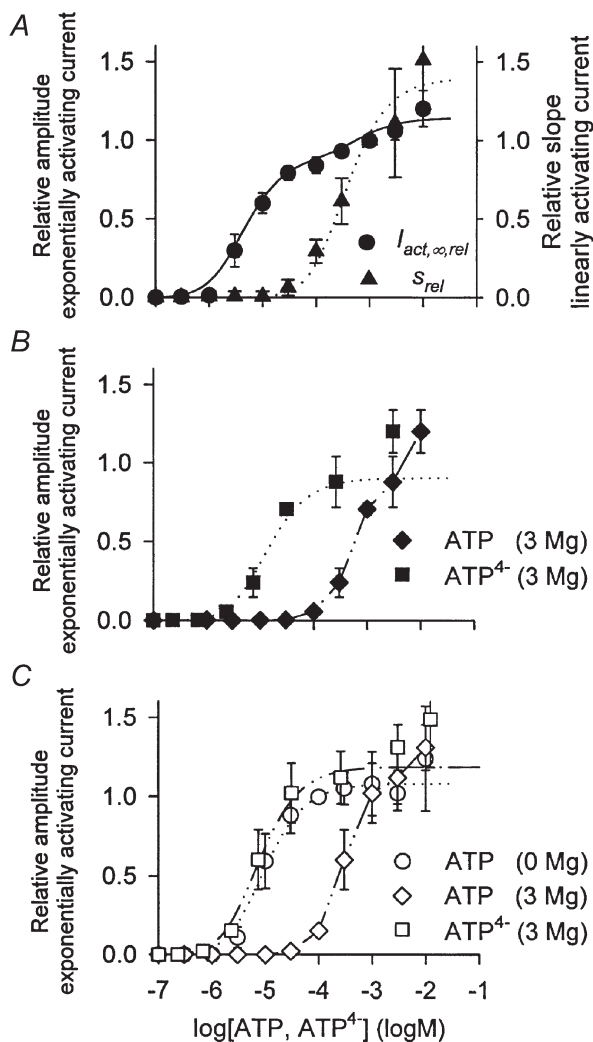 A
Relative amplitude
exponentially activating current
1.5
1.0
0.5
0.0
1.5
1.0
0.5
0.0
Relative slope
linearly activating current
I act,∞,rel
s rel
B
Relative amplitude
exponentially activating current
1.5
1.0
0.5
0.0
ATP (3 Mg)
ATP4- (3 Mg)
C
Relative amplitude
exponentially activating current
1.5
1.0
0.5
0.0
ATP (0 Mg)
ATP (3 Mg)
ATP4- (3 Mg)
-7 -6 -5 -4 -3 -2 -1
log[ATP, ATP4-] (logM)